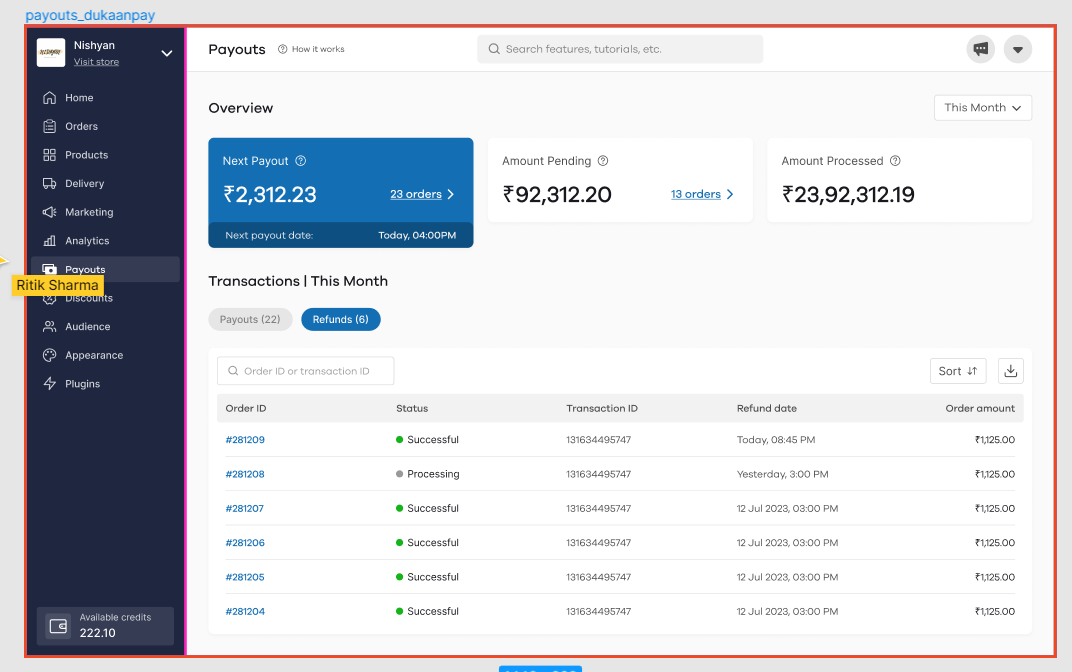 payouts_dukaanpay
Nishyan
Visit store
Payouts
How it works
Search features, tutorials, etc.
Home
Orders
Products
Delivery
Marketing
Analytics
Payouts
Ritik Sharma
Discounts
Audience
Appearance
Plugins
Available credits
222.10
Overview
This Month
Next Payout
₹2,312.23
23 orders
Next payout date:
Today, 04:00PM
Amount Pending
₹92,312.20
13 orders
Amount Processed
₹23,92,312.19
Transactions | This Month
Payouts (22)
Refunds (6)
Order ID or transaction ID
Sort
Order ID Status Transaction ID Refund date Order amount
#281209 Successful 131634495747 Today, 08:45 PM ₹1,125.00
#281208 Processing 131634495747 Yesterday, 3:00 PM ₹1,125.00
#281207 Successful 131634495747 12 Jul 2023, 03:00 PM ₹1,125.00
#281206 Successful 131634495747 12 Jul 2023, 03:00 PM ₹1,125.00
#281205 Successful 131634495747 12 Jul 2023, 03:00 PM ₹1,125.00
#281204 Successful 131634495747 12 Jul 2023, 03:00 PM ₹1,125.00